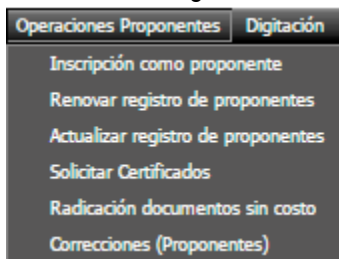 Operaciones Proponentes Digitación
Inscripción como proponente
Renovar registro de proponentes
Actualizar registro de proponentes
Solicitar Certificados
Radicación documentos sin costo
Correcciones (Proponentes)